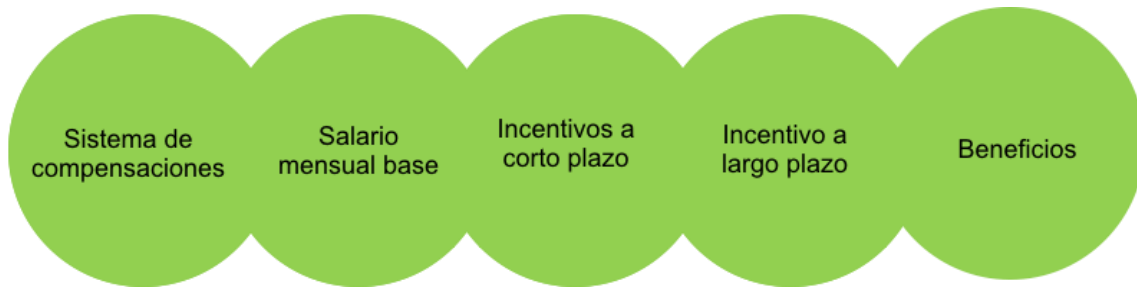 Sistema de
compensaciones
Salario
mensual base
Incentivos a
corto plazo
Incentivo a
largo plazo
Beneficios